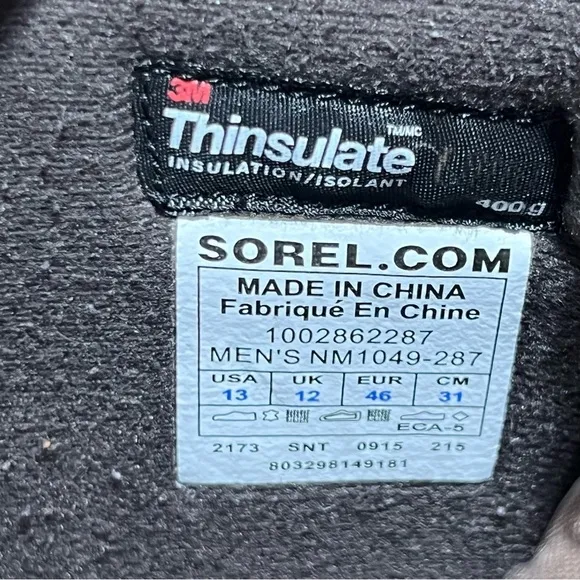 3M
Thinsulate TM/MC
INSULATION/ISOLANT
400 g
SOREL.COM
MADE IN CHINA
Fabriqué En Chine
1002862287
MEN'S NM1049-287
USA UK EUR CM
13 12 46 31
ECA-5
2173 SNT 0915 215
803298149181